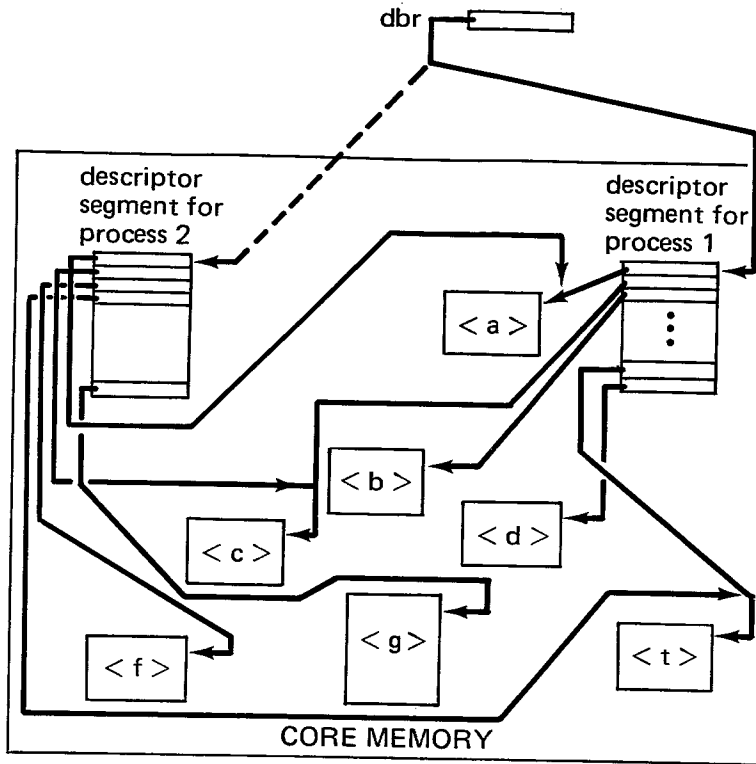 dbr
descriptor
segment for
process 2
descriptor
segment for
process 1
< a >
< b >
< c >
< d >
< g >
< f >
< t >
CORE MEMORY